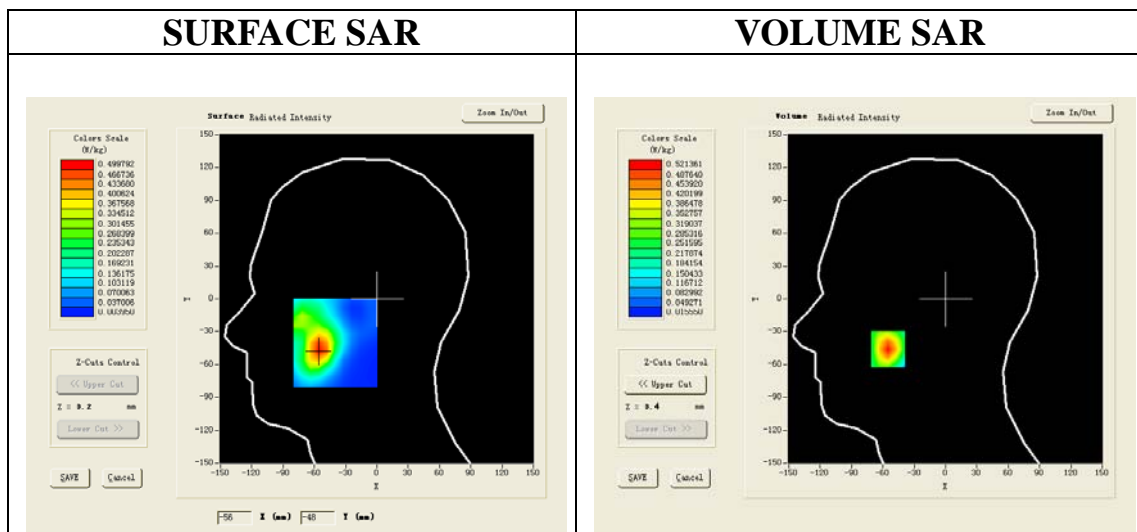 SURFACE SAR
VOLUME SAR
Surface Radiated Intensity
Zoom In/Out
Colors Scale
(W/kg)
0.499792
0.466736
0.433680
0.400624
0.367568
0.334512
0.301455
0.268399
0.235343
0.202287
0.169231
0.136175
0.103119
0.070063
0.037006
0.003950
150
120
90
60
30
0
-30
-60
-90
-120
-150
Y
-150 -120 -90 -60 -30 0 30 60 90 120 150
X
Z-Cuts Control
<< Upper Cut
mm
Lower Cut >>
SAVE
Cancel
-56 X (mm) -48 Y (mm)
Volume Radiated Intensity
Zoom In/Out
Colors Scale
(W/kg)
0.521361
0.487640
0.453920
0.420199
0.386478
0.352757
0.319037
0.285316
0.251595
0.217874
0.184154
0.150433
0.116712
0.082992
0.049271
0.015550
150
120
90
60
30
0
-30
-60
-90
-120
-150
Y
-150 -120 -90 -60 -30 0 30 60 90 120 150
X
Z-Cuts Control
<< Upper Cut
mm
Lower Cut >>
SAVE
Cancel